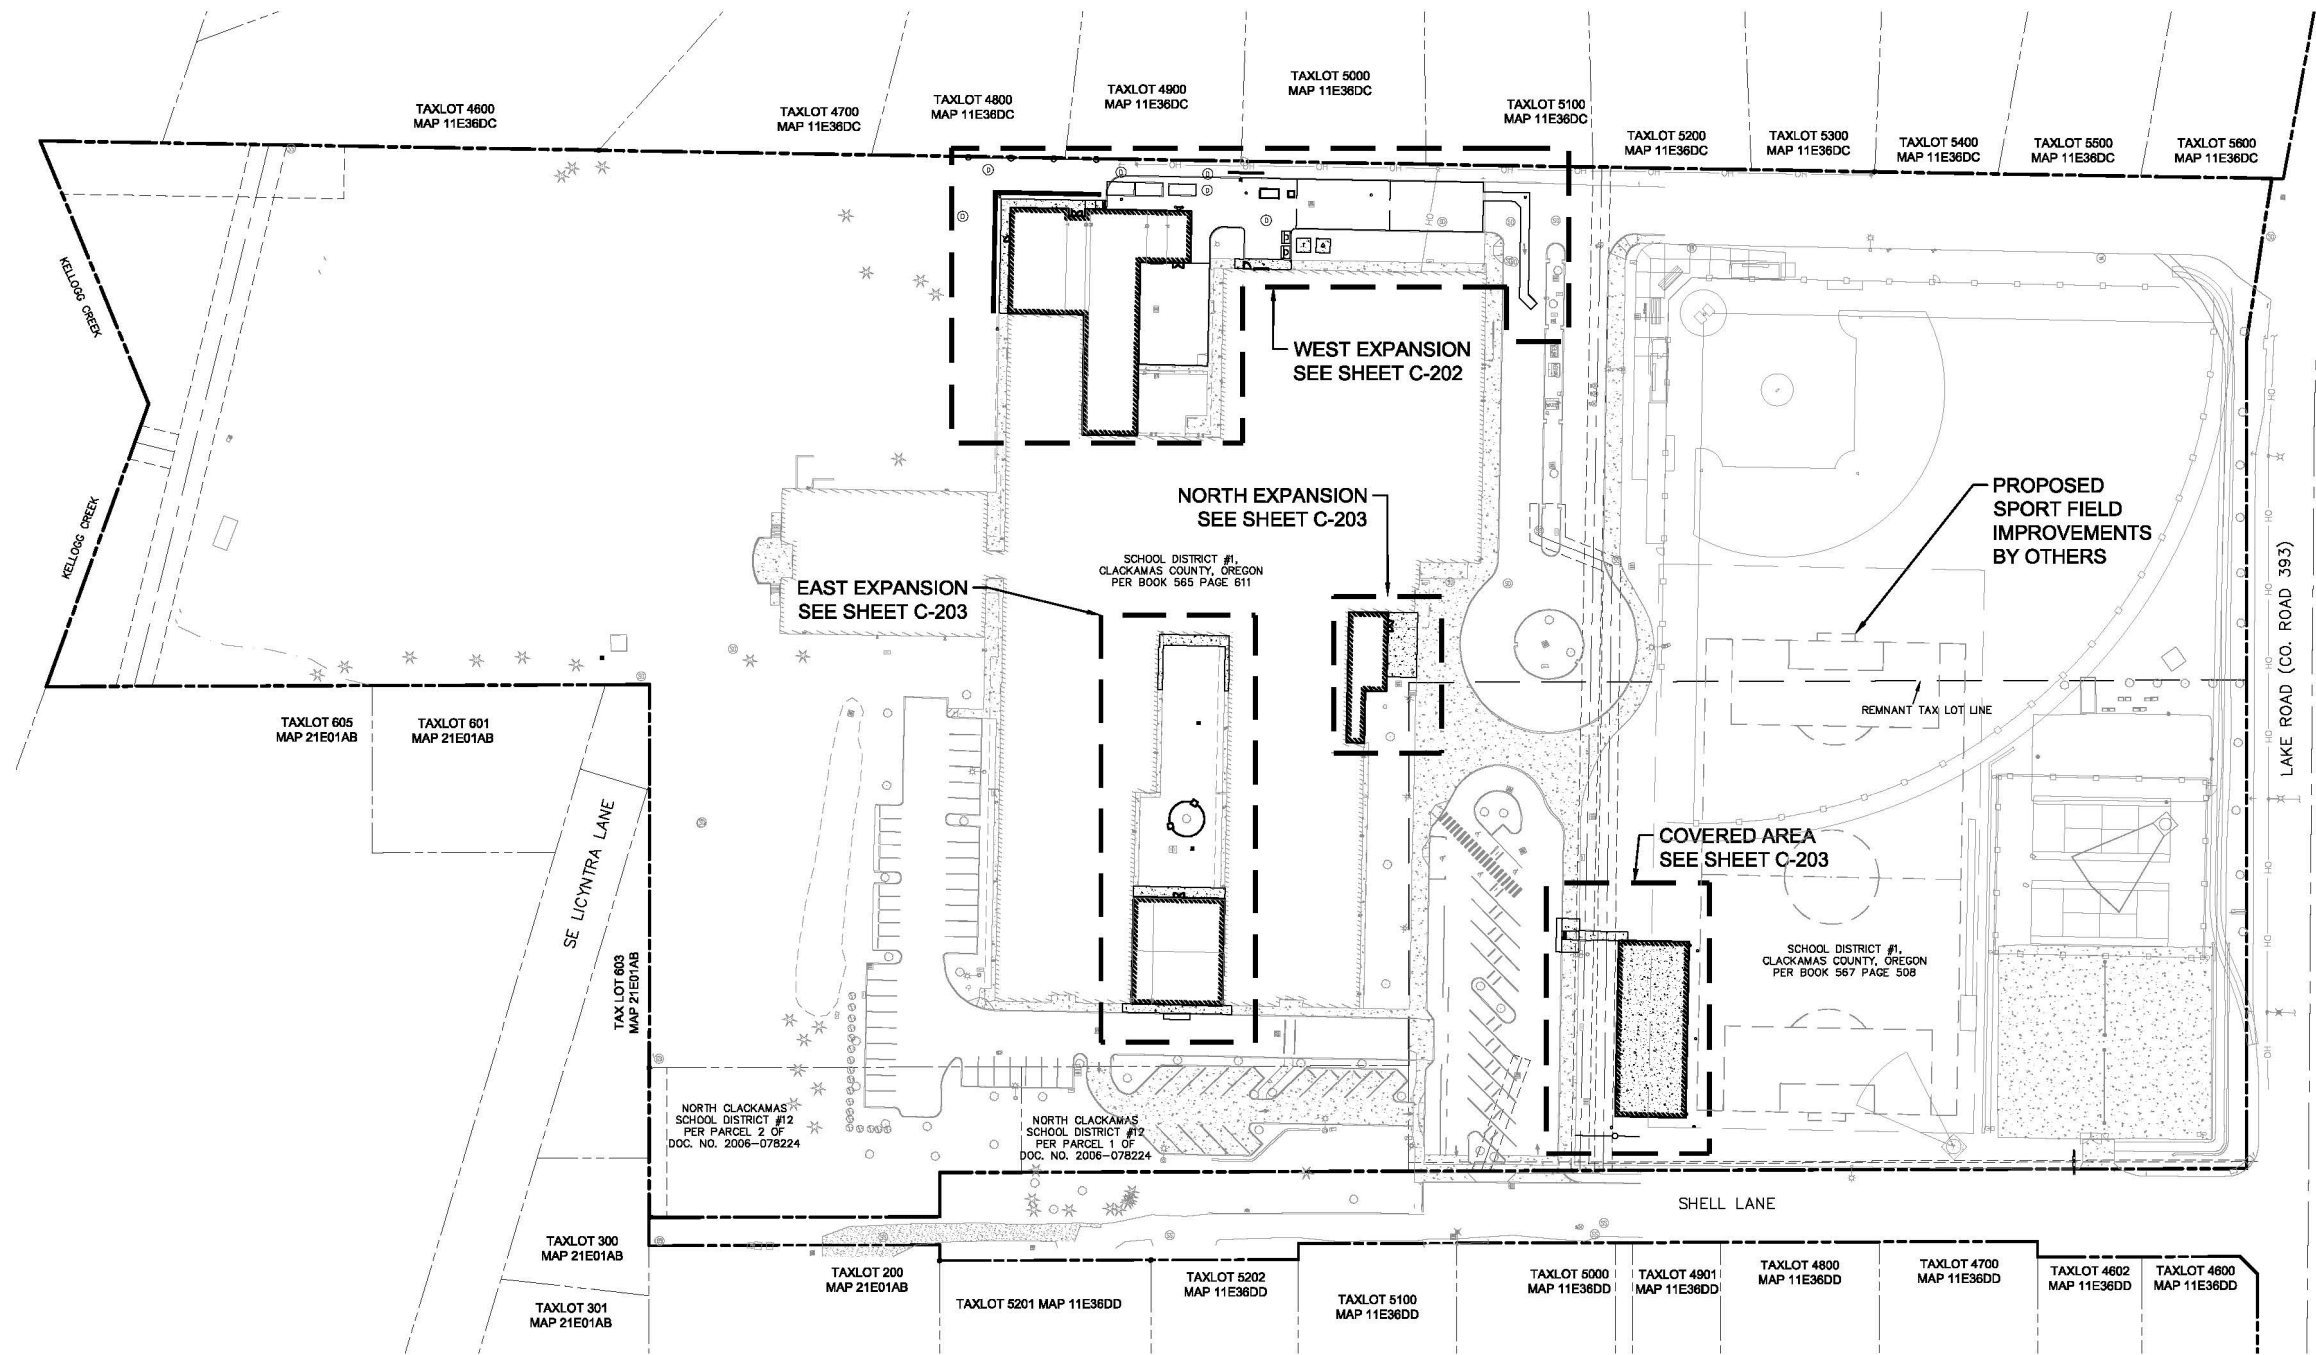 TAXLOT 4600
MAP 11E36DC
TAXLOT 4700
MAP 11E36DC
TAXLOT 4800
MAP 11E36DC
TAXLOT 4900
MAP 11E36DC
TAXLOT 5000
MAP 11E36DC
TAXLOT 5100
MAP 11E36DC
TAXLOT 5200
MAP 11E36DC
TAXLOT 5300
MAP 11E36DC
TAXLOT 5400
MAP 11E36DC
TAXLOT 5500
MAP 11E36DC
TAXLOT 5600
MAP 11E36DC
KELLOGG CREEK
KELLOGG CREEK
WEST EXPANSION
SEE SHEET C-202
NORTH EXPANSION
SEE SHEET C-203
PROPOSED
SPORT FIELD
IMPROVEMENTS
BY OTHERS
SCHOOL DISTRICT #1,
CLACKAMAS COUNTY, OREGON
PER BOOK 565 PAGE 611
EAST EXPANSION
SEE SHEET C-203
LAKE ROAD (CO. ROAD 393)
REMNANT TAX LOT LINE
TAXLOT 605
MAP 21E01AB
TAXLOT 601
MAP 21E01AB
SE LICYNTRA LANE
TAX LOT 603
MAP 21E01AB
COVERED AREA
SEE SHEET C-203
SCHOOL DISTRICT #1,
CLACKAMAS COUNTY, OREGON
PER BOOK 567 PAGE 508
NORTH CLACKAMAS
SCHOOL DISTRICT #12
PER PARCEL 2 OF
DOC. NO. 2006-078224
NORTH CLACKAMAS
SCHOOL DISTRICT #12
PER PARCEL 1 OF
DOC. NO. 2006-078224
SHELL LANE
TAXLOT 300
MAP 21E01AB
TAXLOT 301
MAP 21E01AB
TAXLOT 200
MAP 21E01AB
TAXLOT 5201 MAP 11E36DD
TAXLOT 5202
MAP 11E36DD
TAXLOT 5100
MAP 11E36DD
TAXLOT 5000
MAP 11E36DD
TAXLOT 4901
MAP 11E36DD
TAXLOT 4800
MAP 11E36DD
TAXLOT 4700
MAP 11E36DD
TAXLOT 4602
MAP 11E36DD
TAXLOT 4600
MAP 11E36DD